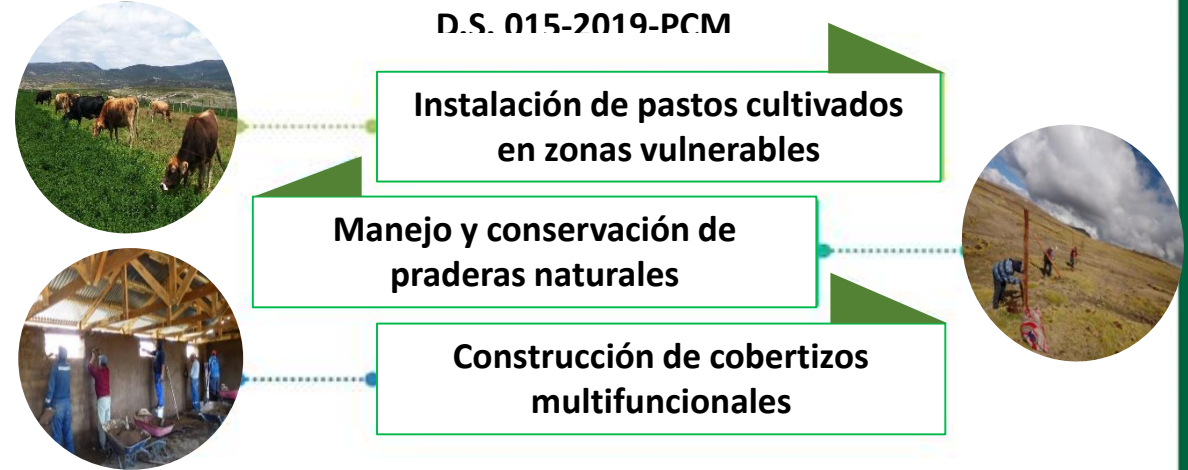 D.S. 015-2019-PCM
Instalación de pastos cultivados
en zonas vulnerables
Manejo y conservación de
praderas naturales
Construcción de cobertizos
multifuncionales